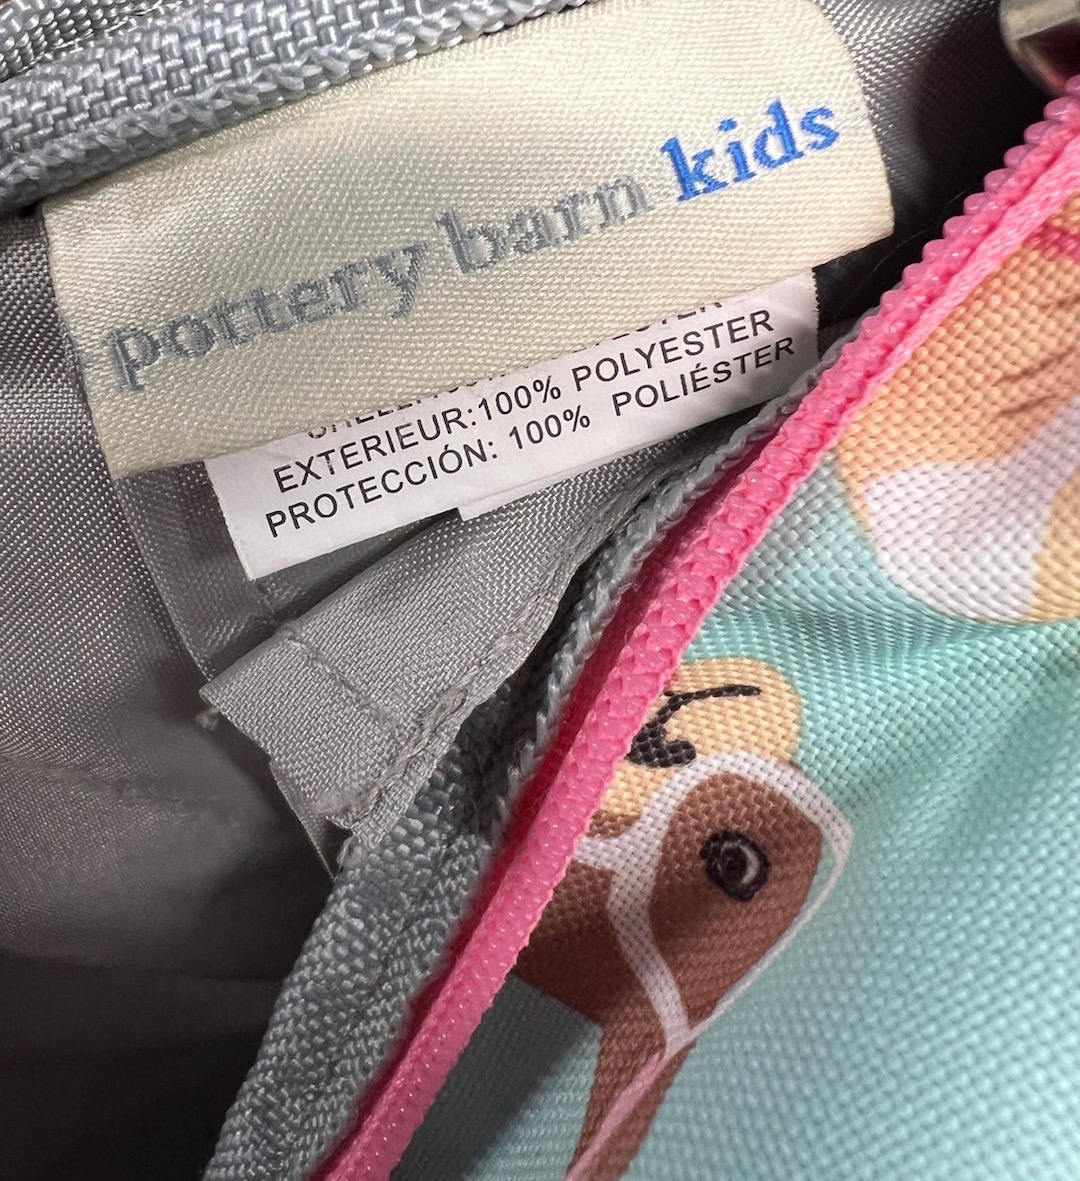 pottery barn kids
EXTERIEUR:100% POLYESTER
PROTECCIÓN: 100% POLIÉSTER